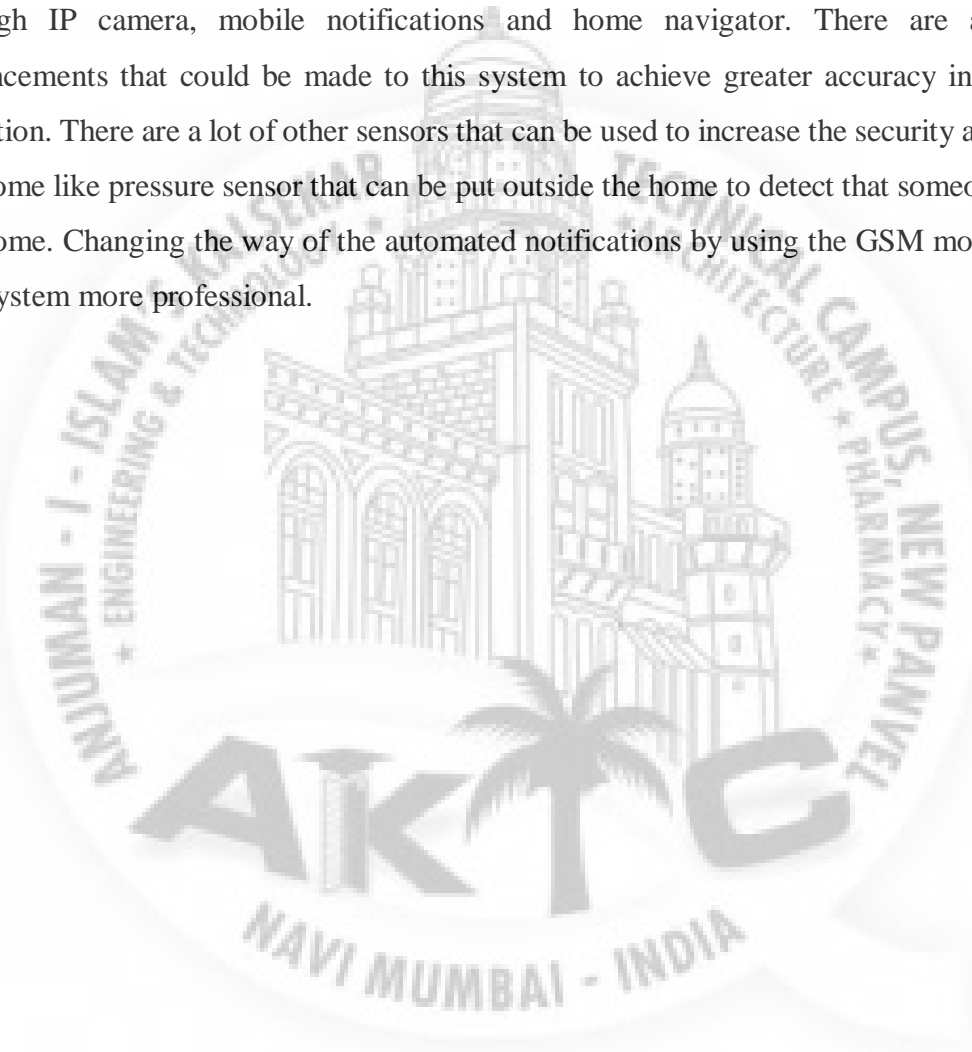 gh IP camera, mobile notifications and home navigator. There are a
ncements that could be made to this system to achieve greater accuracy in
tion. There are a lot of other sensors that can be used to increase the security a
ome like pressure sensor that can be put outside the home to detect that someo
ome. Changing the way of the automated notifications by using the GSM mo
ystem more professional.
ANJUMAN - I - ISLAM'S KALSEKAR TECHNICAL CAMPUS, NEW PANVEL
* ENGINEERING & TECHNOLOGY * * ARCHITECTURE * PHARMACY *
AKTC
NAVI MUMBAI - INDIA